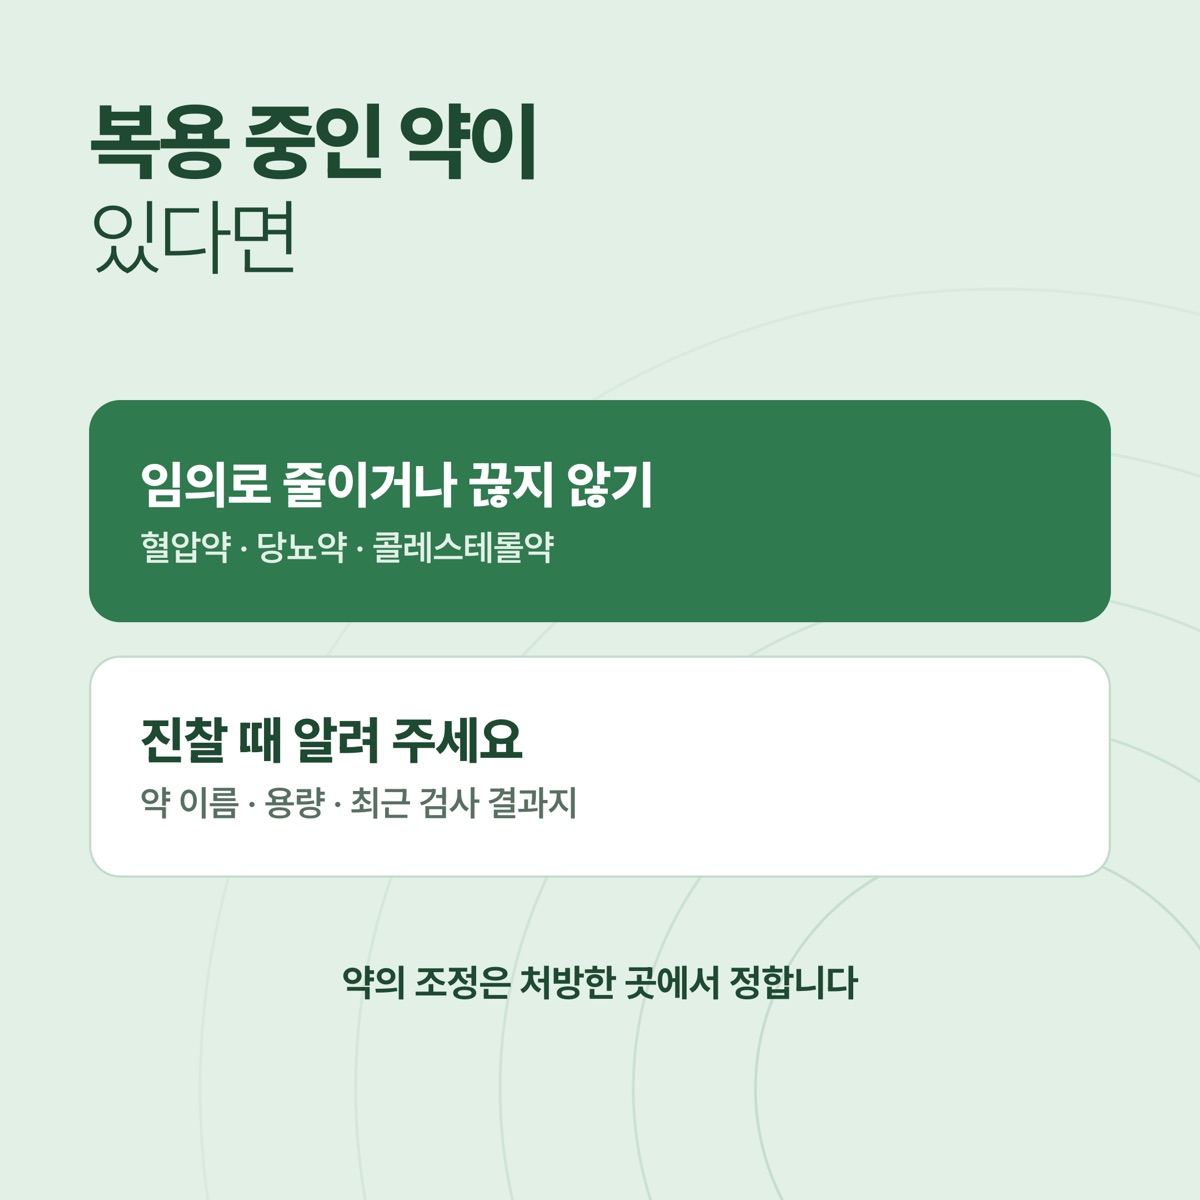 복용 중인 약이
있다면
임의로 줄이거나 끊지 않기
혈압약 · 당뇨약 · 콜레스테롤약
진찰 때 알려 주세요
약 이름 · 용량 · 최근 검사 결과지
약의 조정은 처방한 곳에서 정합니다